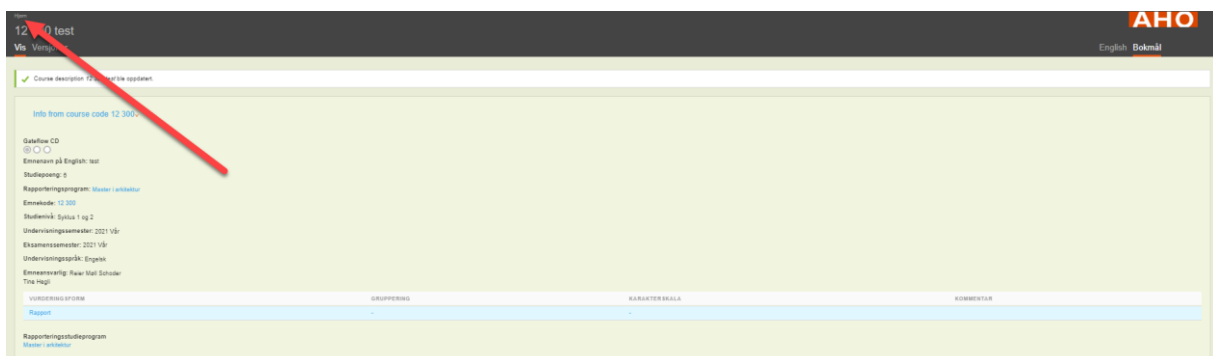 Hjem
12 300 test
Vis Versjoner
AHO
English Bokmål
Course description 12 300 test ble oppdatert.
Info from course code 12 300
Gateflow CD
Emnenavn på English: test
Studiepoeng: 6
Rapporteringsprogram: Master i arkitektur
Emnekode: 12 300
Studienivå: Syklus 1 og 2
Undervisningssemester: 2021 Vår
Eksamenssemester: 2021 Vår
Undervisningsspråk: Engelsk
Emneansvarlig: Møll Schoder
Tine Hegli
VURDERINGSFORM GRUPPERING KARAKTERSKALA KOMMENTAR
Rapport - -
Rapporteringsstudieprogram
Master i arkitektur